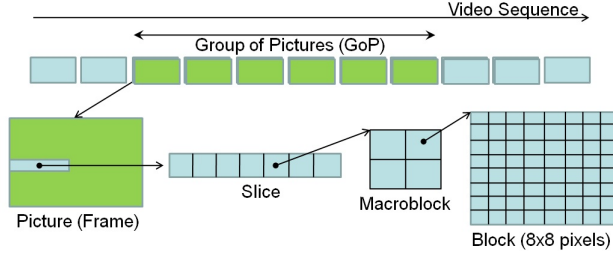 Video Sequence
Group of Pictures (GoP)
Picture (Frame)
Slice
Macroblock
Block (8x8 pixels)